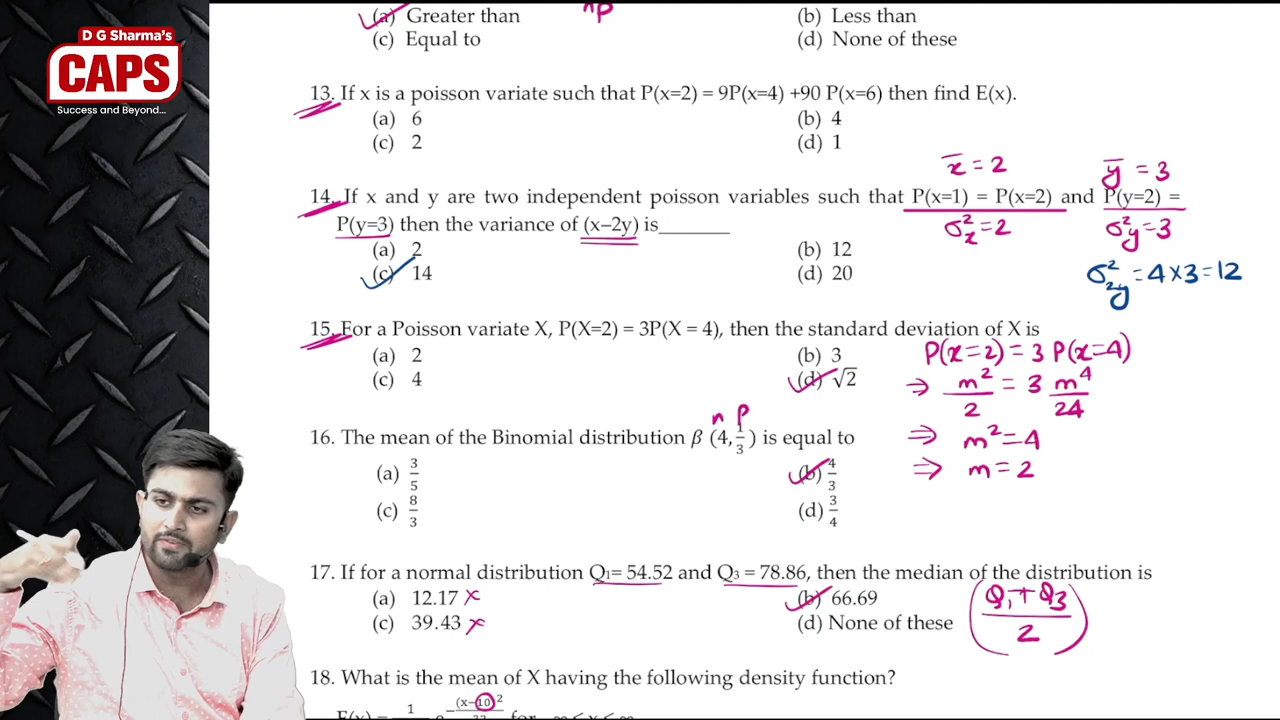 D G Sharma's
CAPS
Success and Beyond...
(a) Greater than
np
(b) Less than
(c) Equal to
(d) None of these
13. If x is a poisson variate such that P(x=2) = 9P(x=4) +90 P(x=6) then find E(x).
(a) 6
(b) 4
(c) 2
(d) 1
x̄ = 2
ȳ = 3
14. If x and y are two independent poisson variables such that P(x=1) = P(x=2) and P(y=2) =
P(y=3) then the variance of (x–2y) is________
σ²x = 2
σ²y = 3
(a) 2
(b) 12
(c) 14
(d) 20
σ²2y = 4×3=12
15. For a Poisson variate X, P(X=2) = 3P(X = 4), then the standard deviation of X is
(a) 2
(b) 3
(c) 4
(d) √2
P(x=2) = 3 P(x=4)
⇒ m²/2 = 3 m⁴/24
⇒ m² = 4
⇒ m = 2
n p
16. The mean of the Binomial distribution β (4, 1/3) is equal to
(a) 3/5
(b) 4/3
(c) 8/3
(d) 3/4
17. If for a normal distribution Q1= 54.52 and Q3 = 78.86, then the median of the distribution is
(a) 12.17 x
(b) 66.69
(c) 39.43 x
(d) None of these
(Q1 + Q3 / 2)
18. What is the mean of X having the following density function?